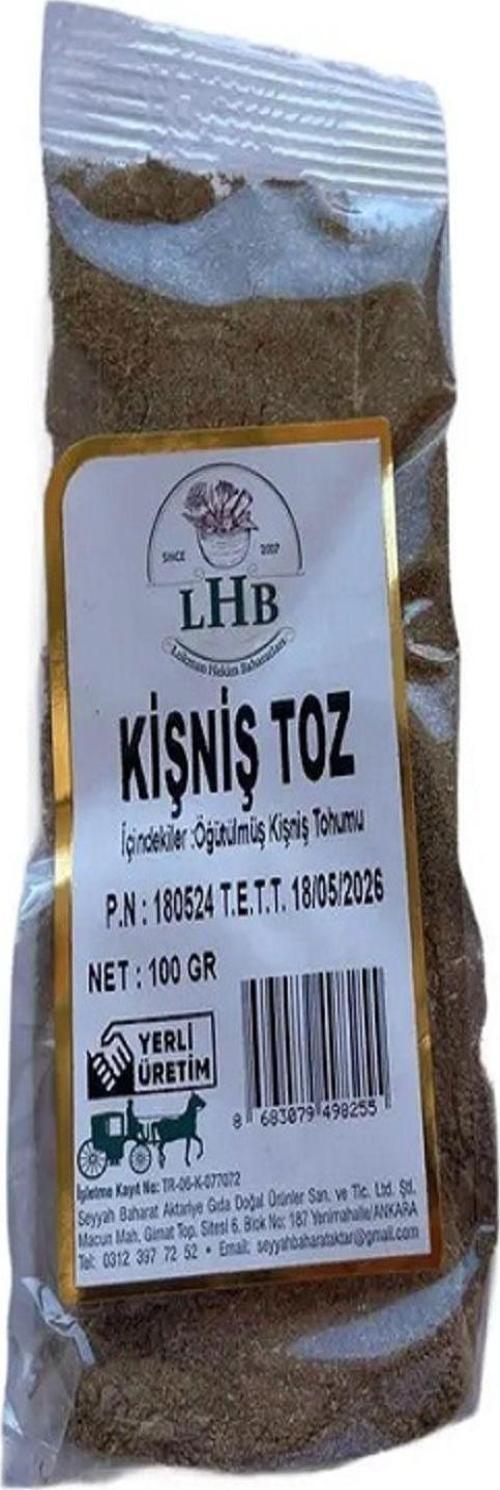 SINCE 2007
LHB
Lokman Hekim Baharatları
KİŞNİŞ TOZ
İçindekiler :Öğütülmüş Kişniş Tohumu
P.N : 180524 T.E.T.T. 18/05/2026
NET : 100 GR
YERLİ
ÜRETİM
8 683079 498255
İşletme Kayıt No: TR-06-K-077072
Seyyah Baharat Aktariye Gıda Doğal Ürünler San. ve Tic. Ltd. Şti.
Macun Mah. Gimat Top. Sitesi 6. Blok No: 187 Yenimahalle/ANKARA
Tel: 0312 397 72 52 • Email: seyyahbaharataktar@gmail.com